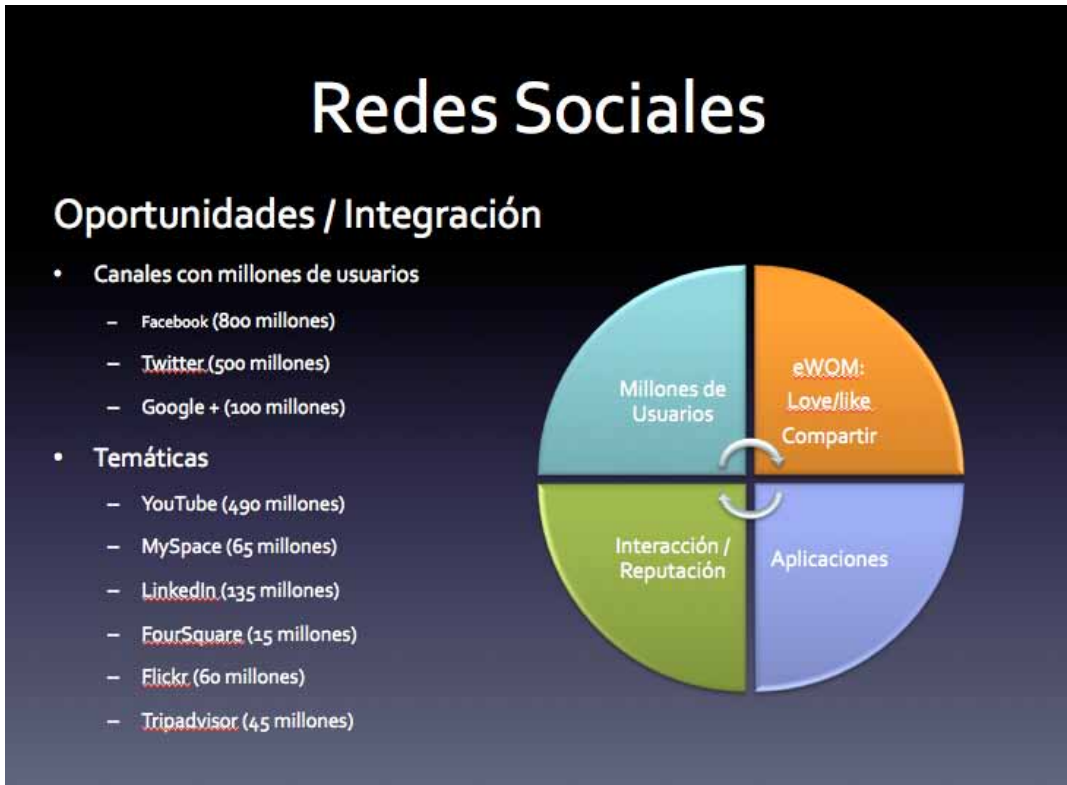 Redes Sociales
Oportunidades / Integración
• Canales con millones de usuarios
– Facebook (800 millones)
– Twitter (500 millones)
– Google + (100 millones)
• Temáticas
– YouTube (490 millones)
– MySpace (65 millones)
– LinkedIn (135 millones)
– FourSquare (15 millones)
– Flickr (60 millones)
– Tripadvisor (45 millones)
Millones de
Usuarios
eWOM:
Love/like
Compartir
Interacción /
Reputación
Aplicaciones